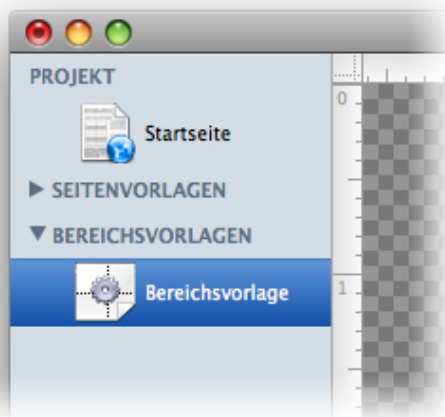 PROJEKT
Startseite
SEITENVORLAGEN
BEREICHSVORLAGEN
Bereichsvorlage
0
1